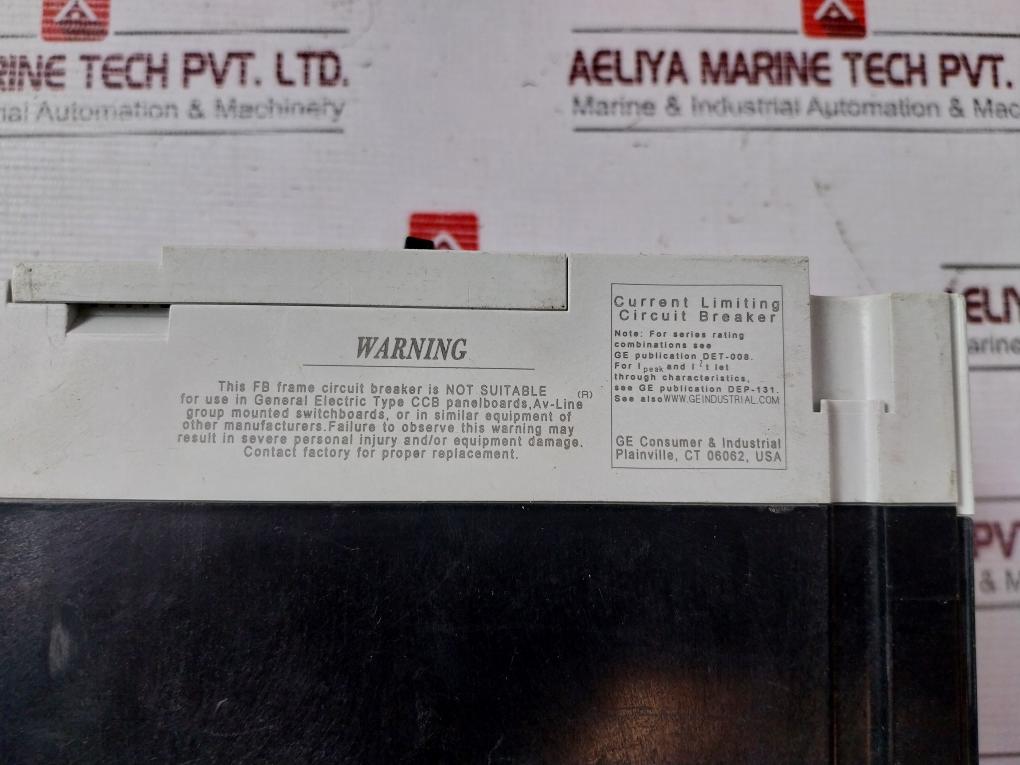 RINE TECH PVT. LTD.
ial Automation & Machinery
AELIYA MARINE TECH PVT.
Marine & Industrial Automation & Mac
WARNING
This FB frame circuit breaker is NOT SUITABLE
for use in General Electric Type CCB panelboards,Av-Line (R)
group mounted switchboards, or in similar equipment of
other manufacturers.Failure to observe this warning may
result in severe personal injury and/or equipment damage.
Contact factory for proper replacement.
Current Limiting
Circuit Breaker
Note: For series rating
combinations see
GE publication DET-008.
For Ipeak and I²t let
through characteristics,
see GE publication DEP-131.
See also WWW.GEINDUSTRIAL.COM
GE Consumer & Industrial
Plainville, CT 06062, USA
ELIY
arine
PVT
& M